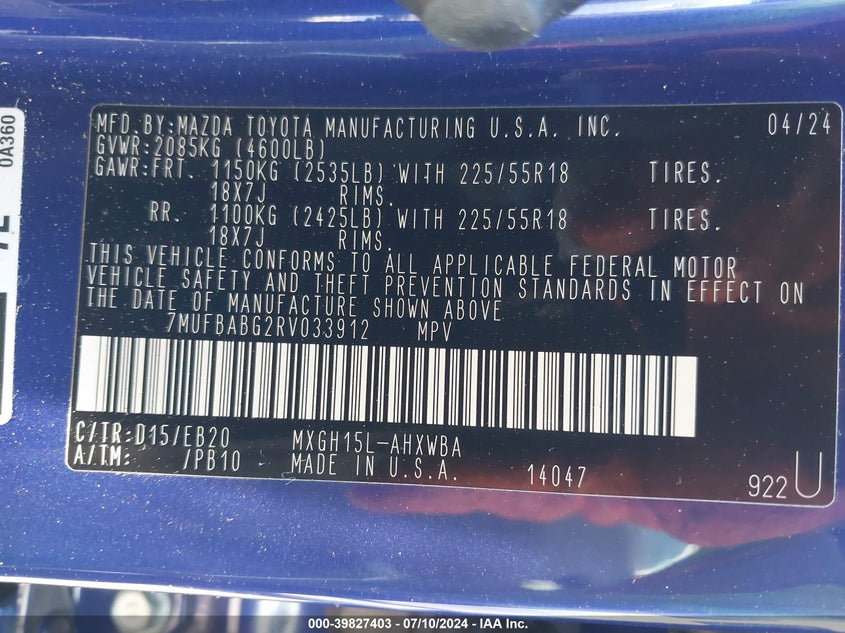 MFD.BY:MAZDA TOYOTA MANUFACTURING U.S.A. INC. 04/24
GVWR:2085KG (4600LB)
GAWR:FRT. 1150KG (2535LB) WITH 225/55R18 TIRES.
18X7J RIMS.
RR. 1100KG (2425LB) WITH 225/55R18 TIRES.
18X7J RIMS.
THIS VEHICLE CONFORMS TO ALL APPLICABLE FEDERAL MOTOR
VEHICLE SAFETY AND THEFT PREVENTION STANDARDS IN EFFECT ON
THE DATE OF MANUFACTURE SHOWN ABOVE
7MUFBABG2RV033912 MPV
C/TR:D15/EB20 MXGH15L-AHXWBA
A/TM: /PB10 MADE IN U.S.A. 14047
922U
0A360
000-39827403 - 07/10/2024 - IAA Inc.